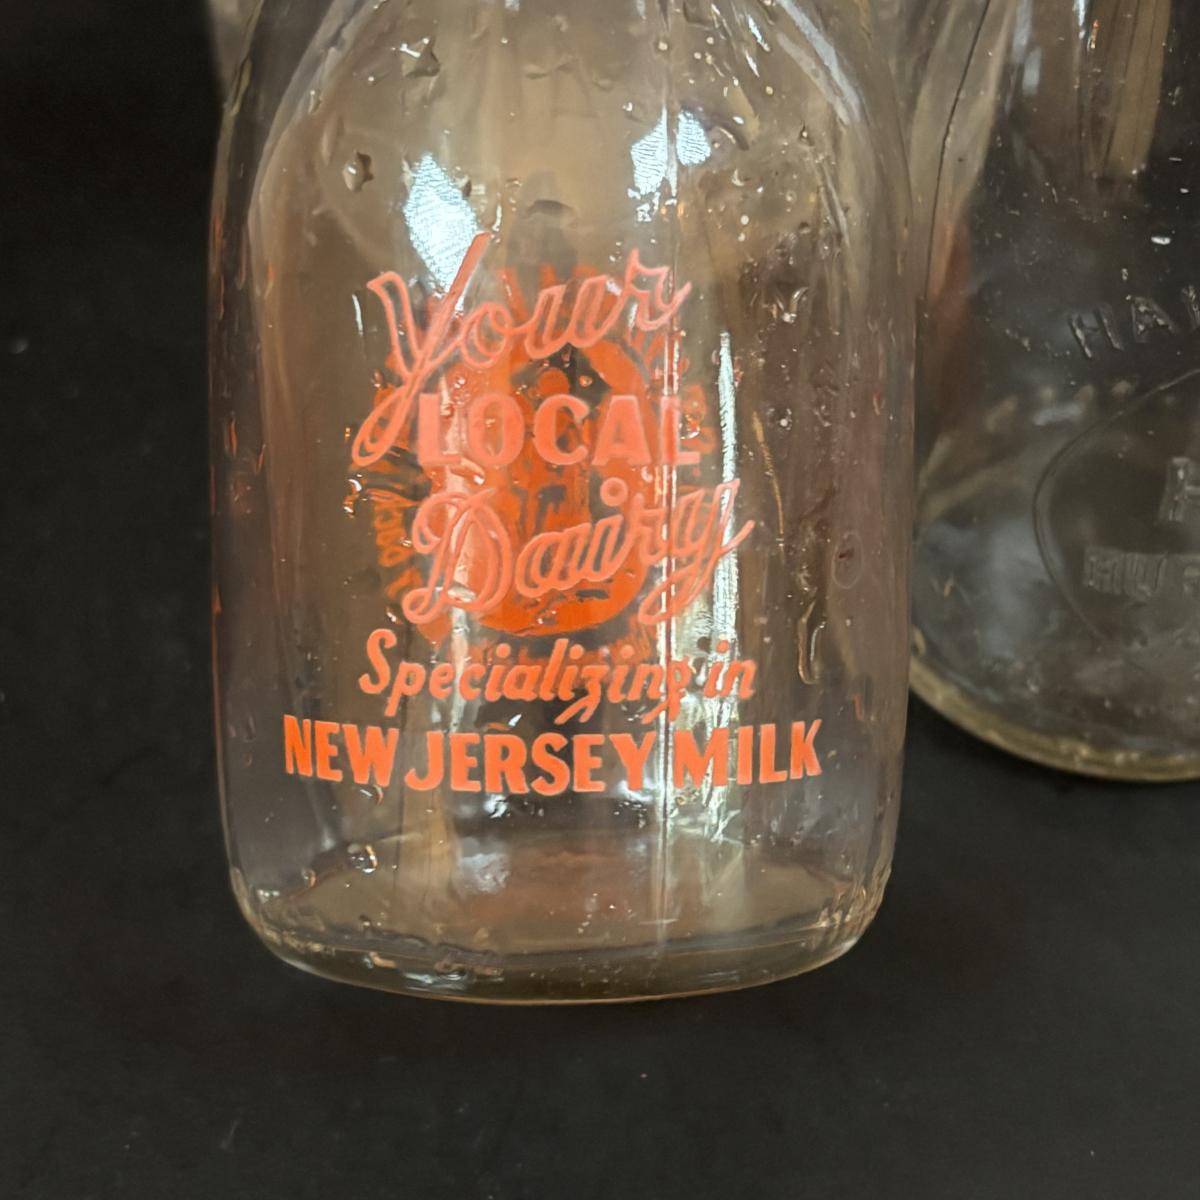 Your
LOCAL
Dairy
Specializing in
NEW JERSEY MILK